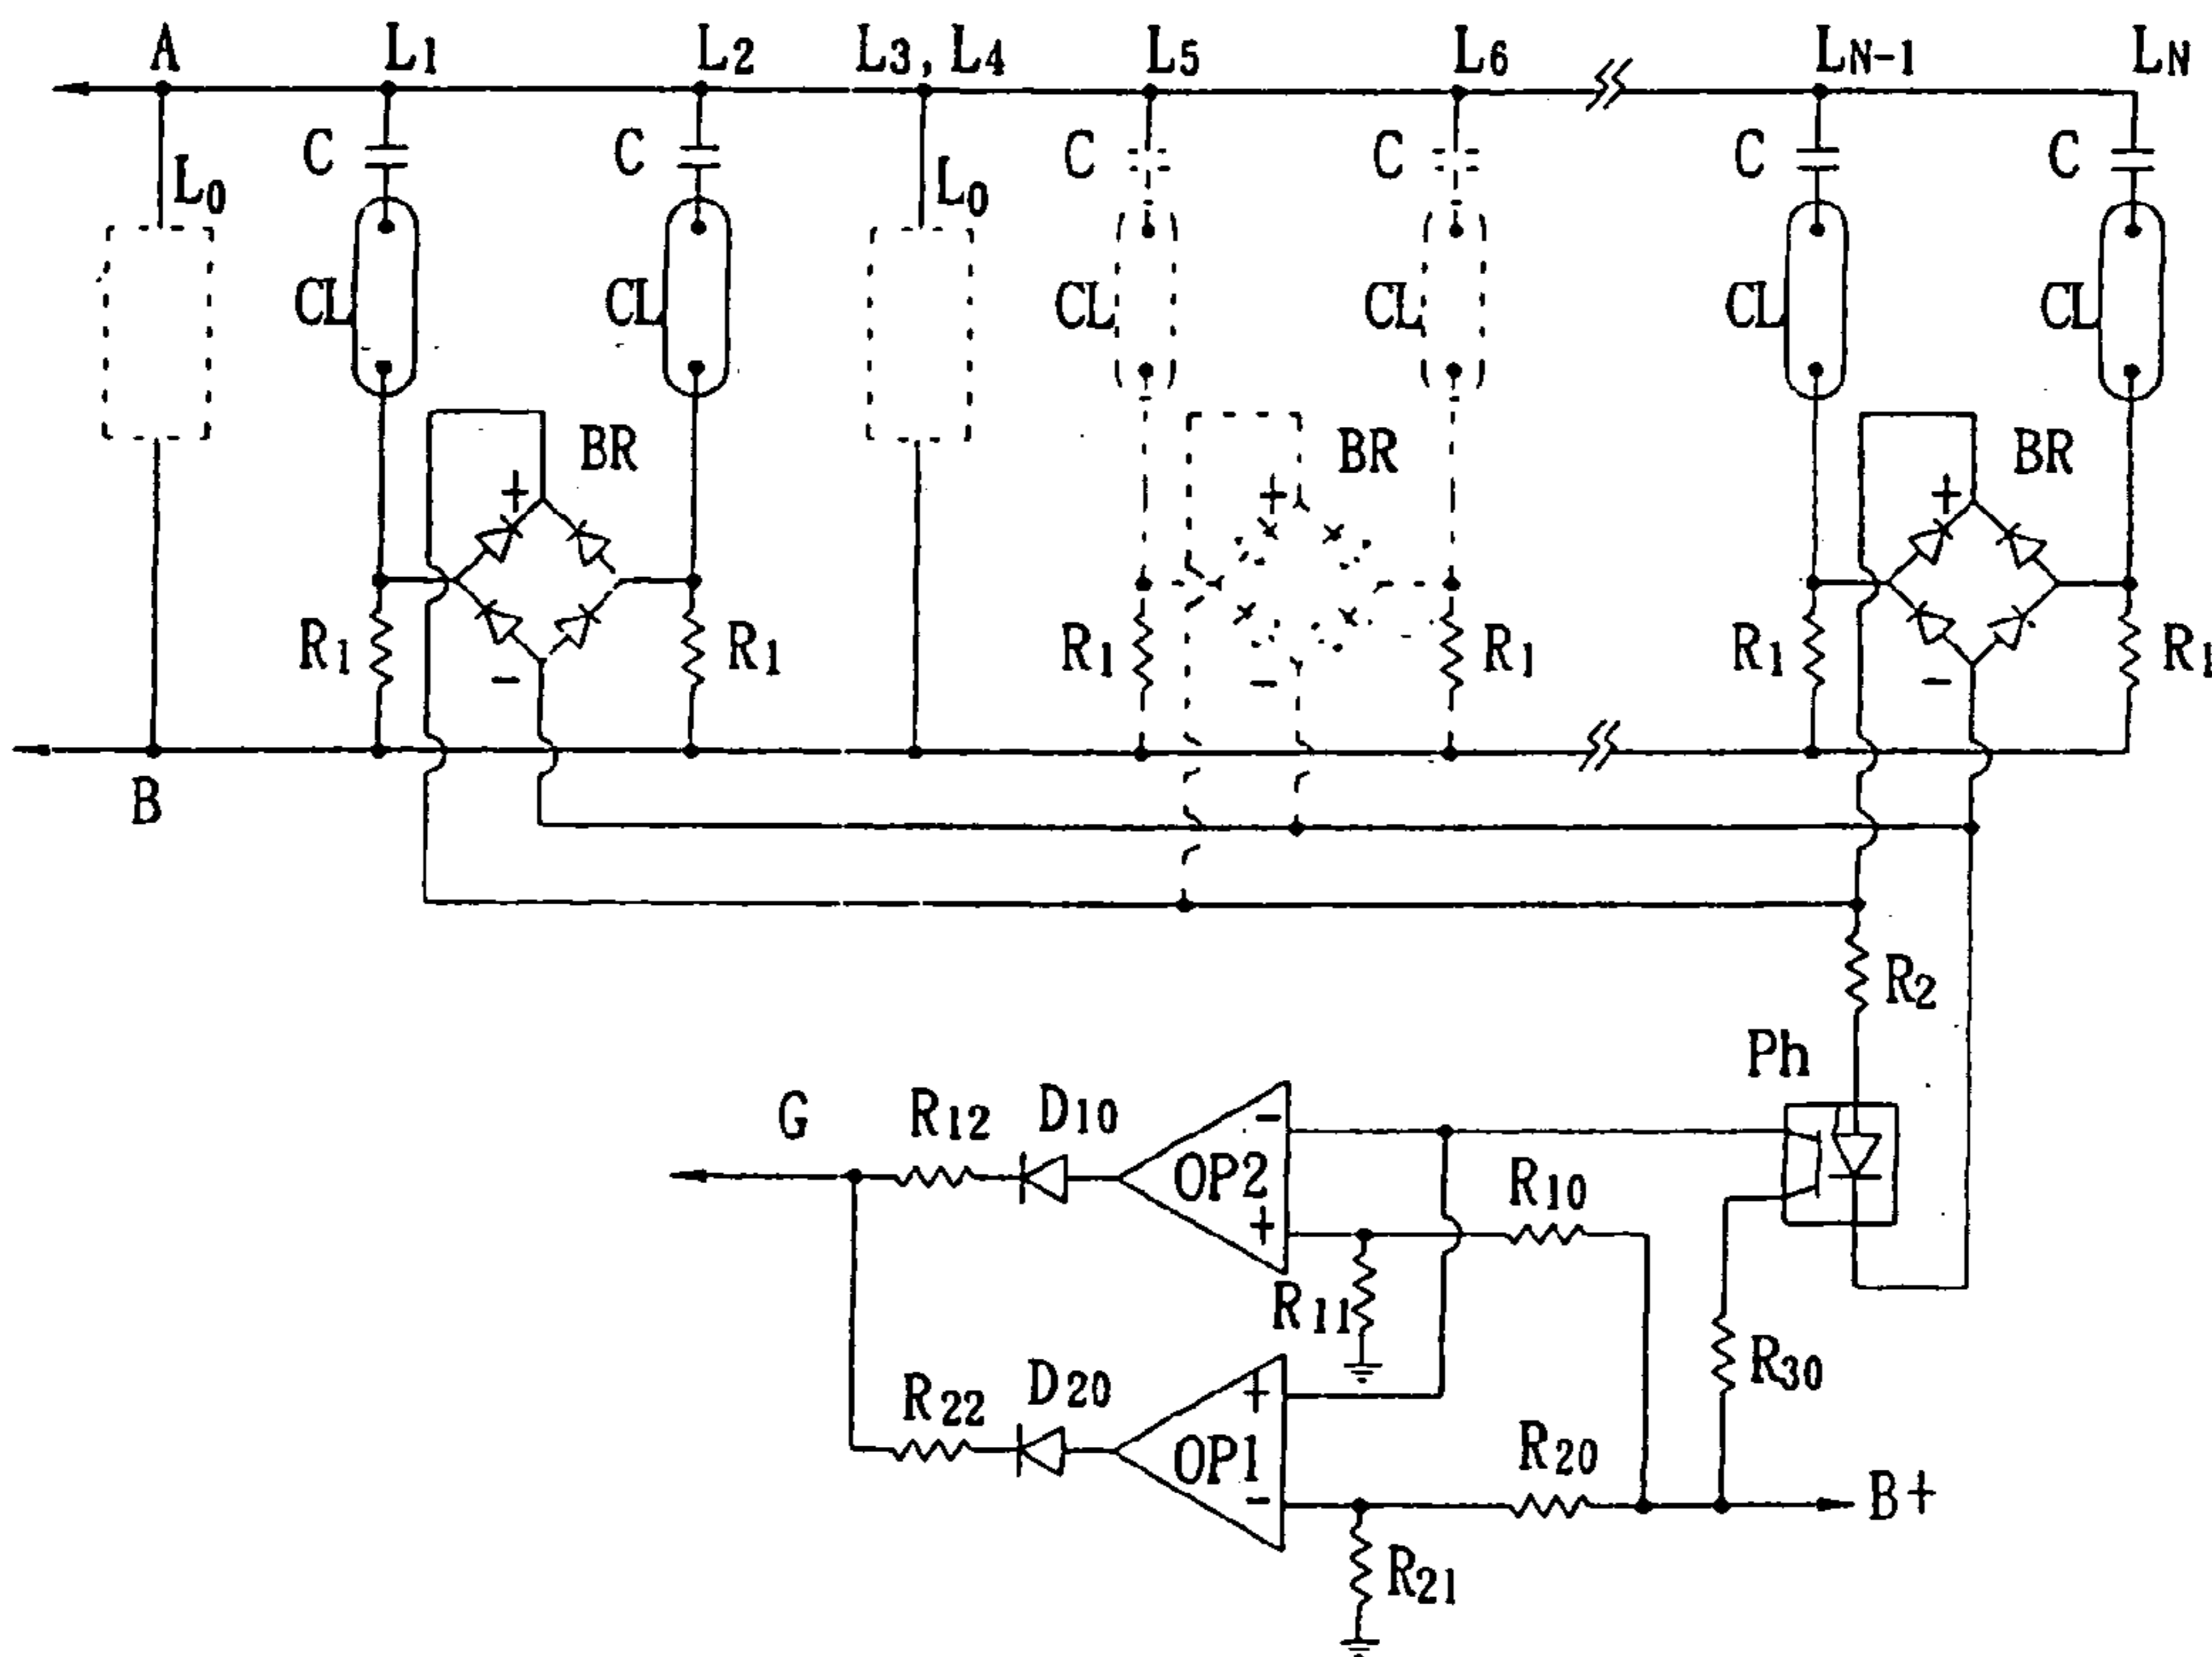 A L1 L2 L3, L4 L5 L6 LN-1 LN
C C C C C C
L0 L0
CL CL CL CL CL CL
BR BR BR
+ + +
R1 R1 R1 R1 R1 R1
- - -
B
R2
Ph
G R12 D10 OP2 - +
R10
R11
R30
R22 D20 OP1 + -
R20
B+
R21